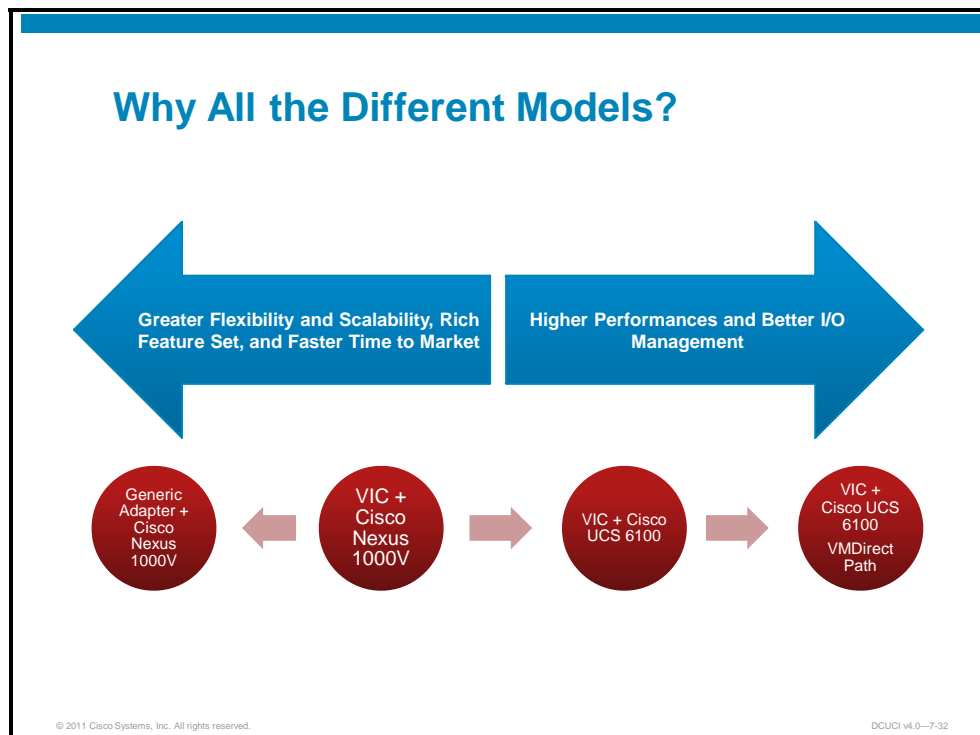 Why All the Different Models?
Greater Flexibility and Scalability, Rich
Feature Set, and Faster Time to Market
Higher Performances and Better I/O
Management
Generic
Adapter +
Cisco
Nexus
1000V
VIC +
Cisco
Nexus
1000V
VIC + Cisco
UCS 6100
VIC +
Cisco UCS
6100
VMDirect
Path
© 2011 Cisco Systems, Inc. All rights reserved.
DCUCI v4.0—7-32